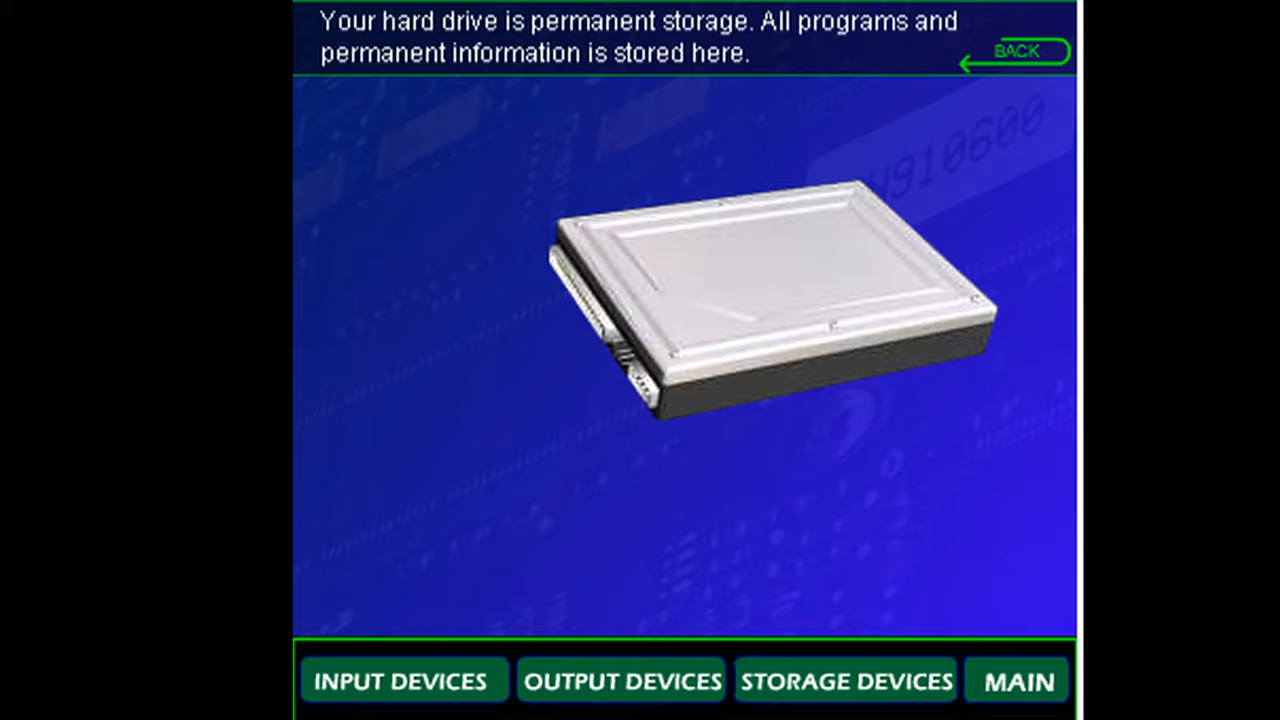 Your hard drive is permanent storage. All programs and
permanent information is stored here.
BACK
N910600
INPUT DEVICES
OUTPUT DEVICES
STORAGE DEVICES
MAIN